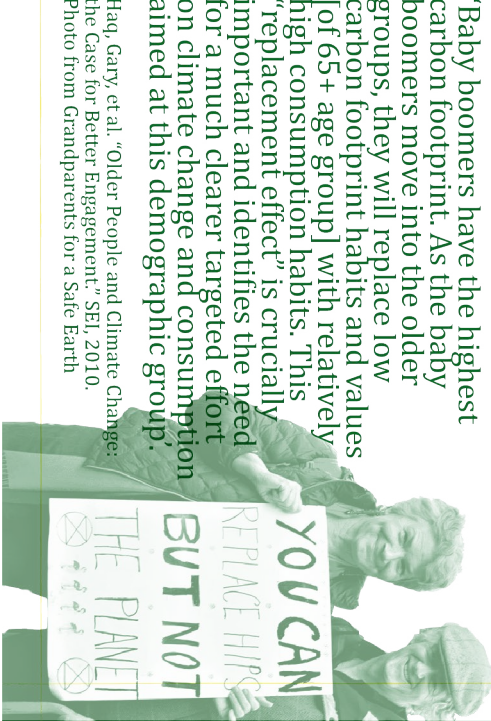 ‘Baby boomers have the highest
carbon footprint. As the baby
boomers move into the older
groups, they will replace low
carbon footprint habits and values
[of 65+ age group] with relatively
high consumption habits. This
“replacement effect” is crucially
important and identifies the need
for a much clearer targeted effort
on climate change and consumption
aimed at this demographic group’.
Haq, Gary, et al. “Older People and Climate Change:
the Case for Better Engagement.” SEI, 2010.
Photo from Grandparents for a Safe Earth
YOU CAN
REPLACE HIPS
BUT NOT
THE PLANET